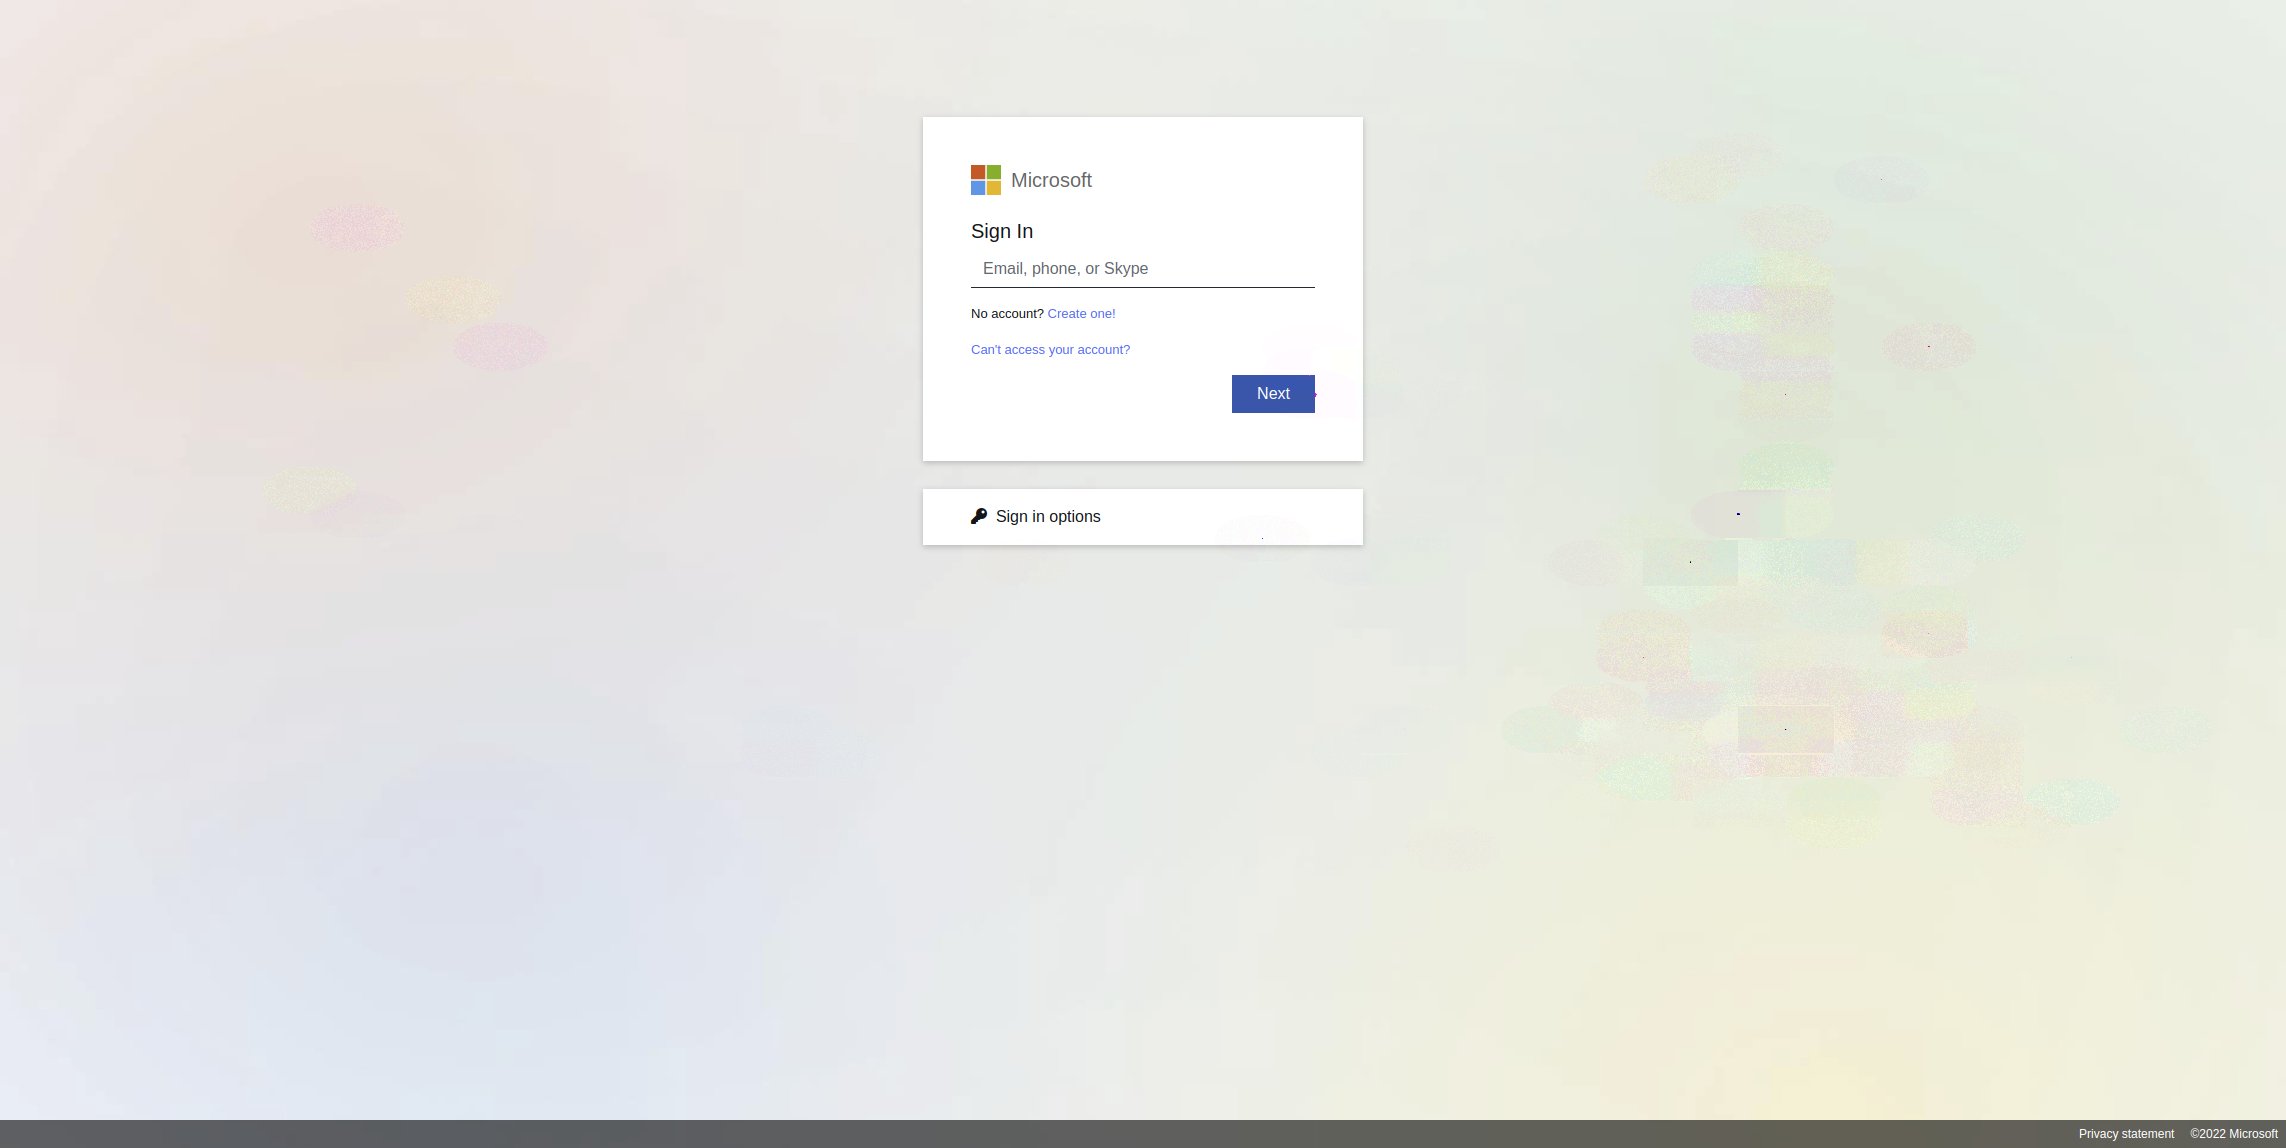 Microsoft
Sign In
Email, phone, or Skype
No account? Create one!
Can't access your account?
Next
Sign in options
Privacy statement ©2022 Microsoft